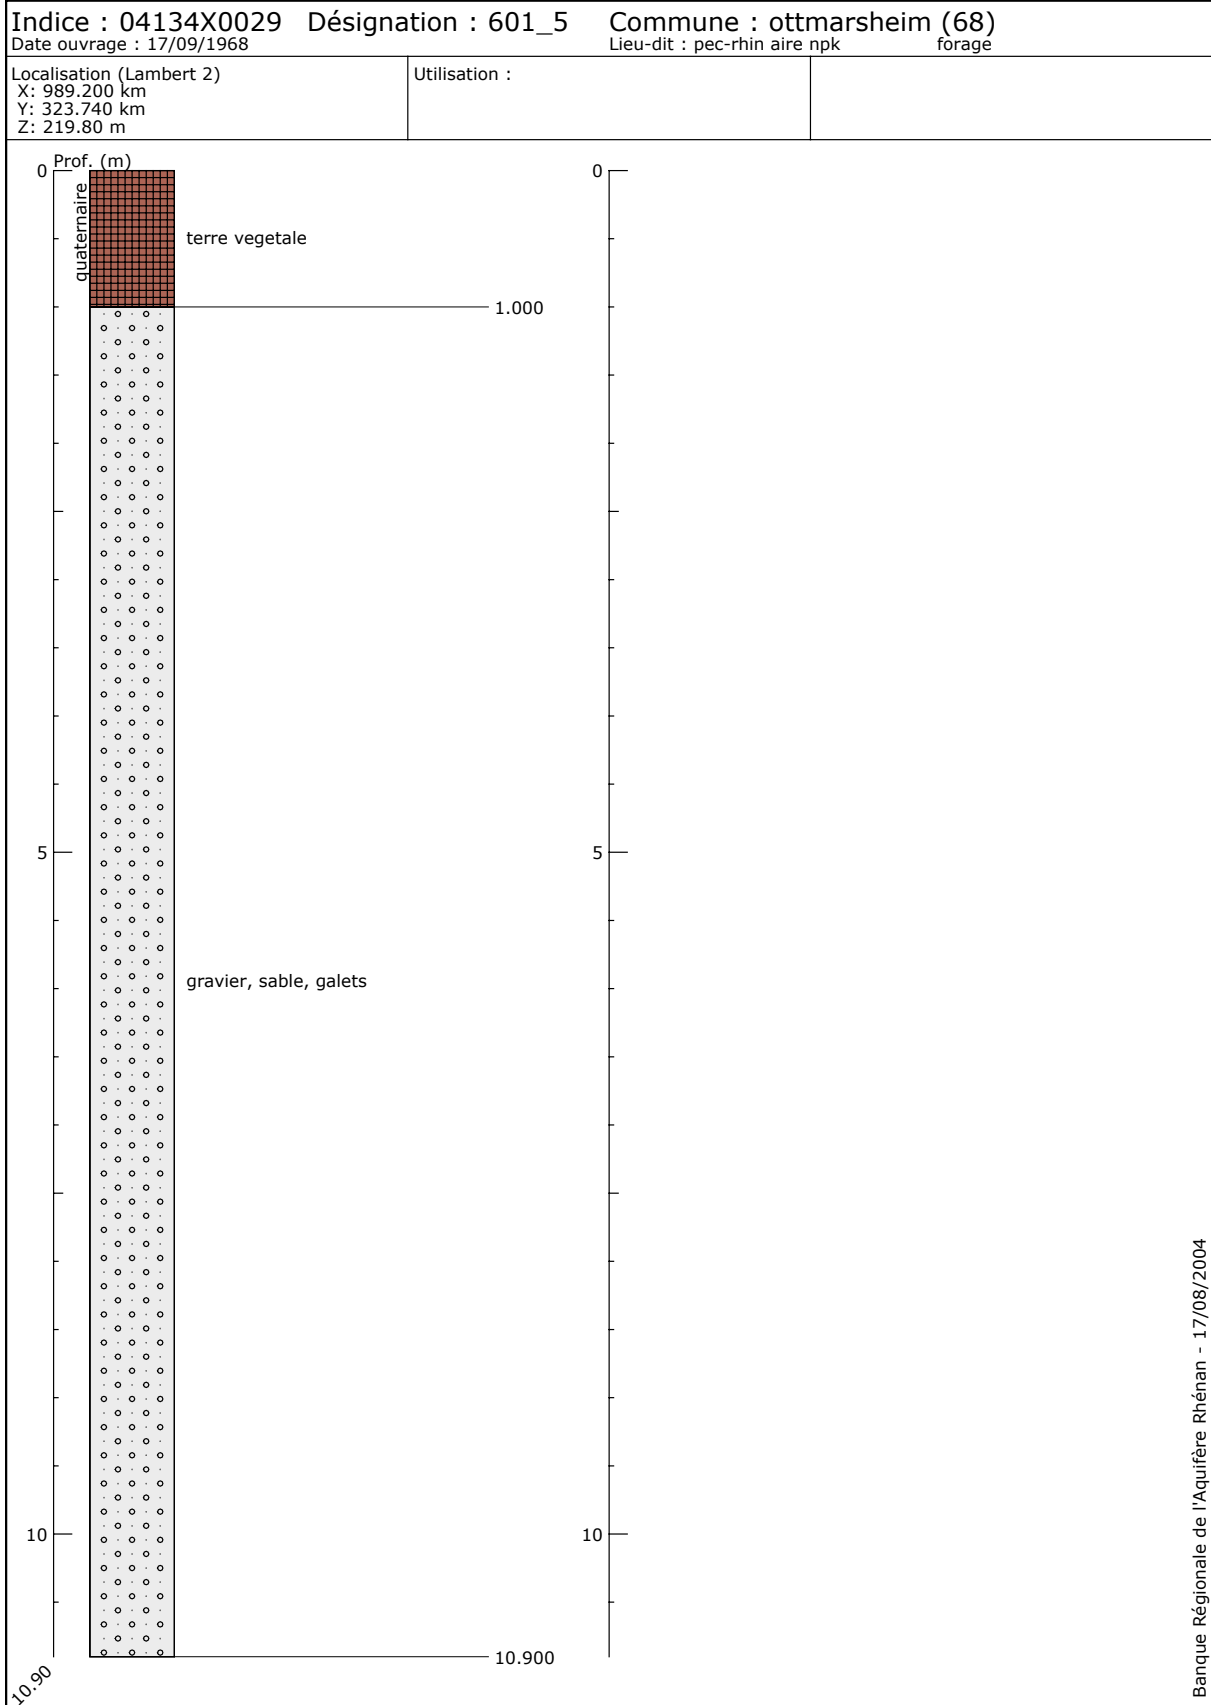 Indice : 04134X0029 Désignation : 601_5 Commune : ottmarsheim (68)
Date ouvrage : 17/09/1968 Lieu-dit : pec-rhin aire npk forage
Localisation (Lambert 2)
X: 989.200 km
Y: 323.740 km
Z: 219.80 m
Utilisation :
Prof. (m)
0
quaternaire
terre vegetale
1.000
5
gravier, sable, galets
10
10.900
10.90
0
5
10
Banque Régionale de l'Aquifère Rhénan - 17/08/2004